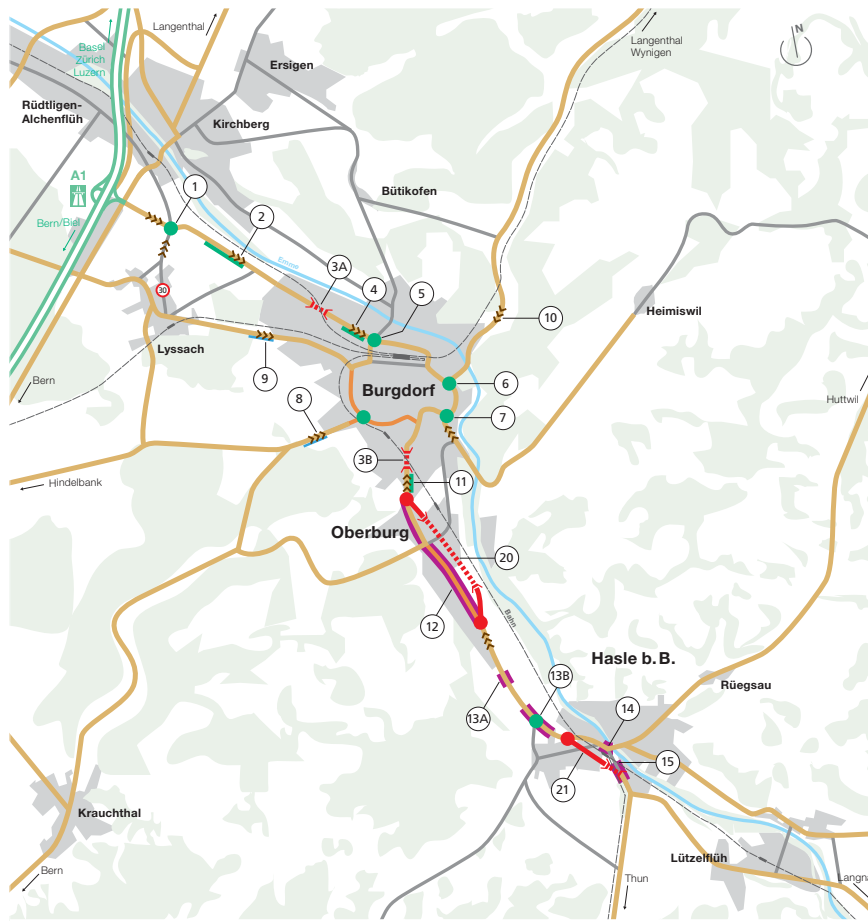 Langenthal
N
Basel
Zürich
Luzern
Langenthal
Wynigen
Ersigen
Rüdtligen-
Alchenflüh
Kirchberg
A1
1
Bütikofen
2
Bern/Biel
Emme
3A
4
5
30
10
Heimiswil
Lyssach
9
Bern
6
Burgdorf
Huttwil
8
7
3B
Hindelbank
11
Oberburg
20
12
Bahn
Hasle b. B.
13B
Rüegsau
13A
14
15
21
Krauchthal
Lützelflüh
Bern
Thun
Langn